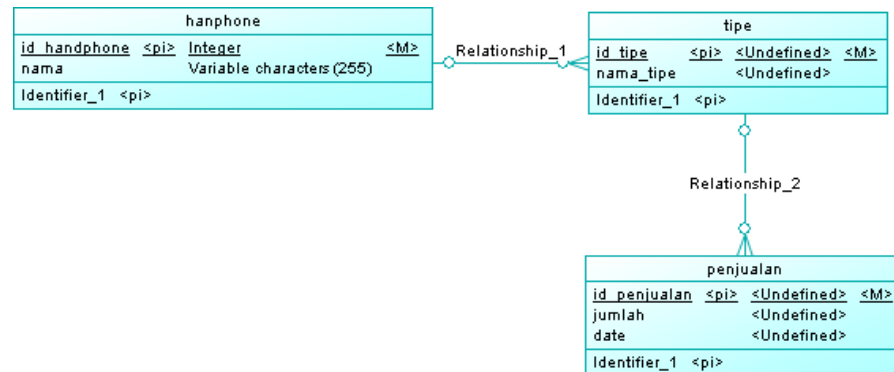 hanphone
id_handphone <pi> Integer <M>
nama Variable characters (255)
Identifier_1 <pi>
Relationship_1
tipe
id_tipe <pi> <Undefined> <M>
nama_tipe <Undefined>
Identifier_1 <pi>
Relationship_2
penjualan
id_penjualan <pi> <Undefined> <M>
jumlah <Undefined>
date <Undefined>
Identifier_1 <pi>